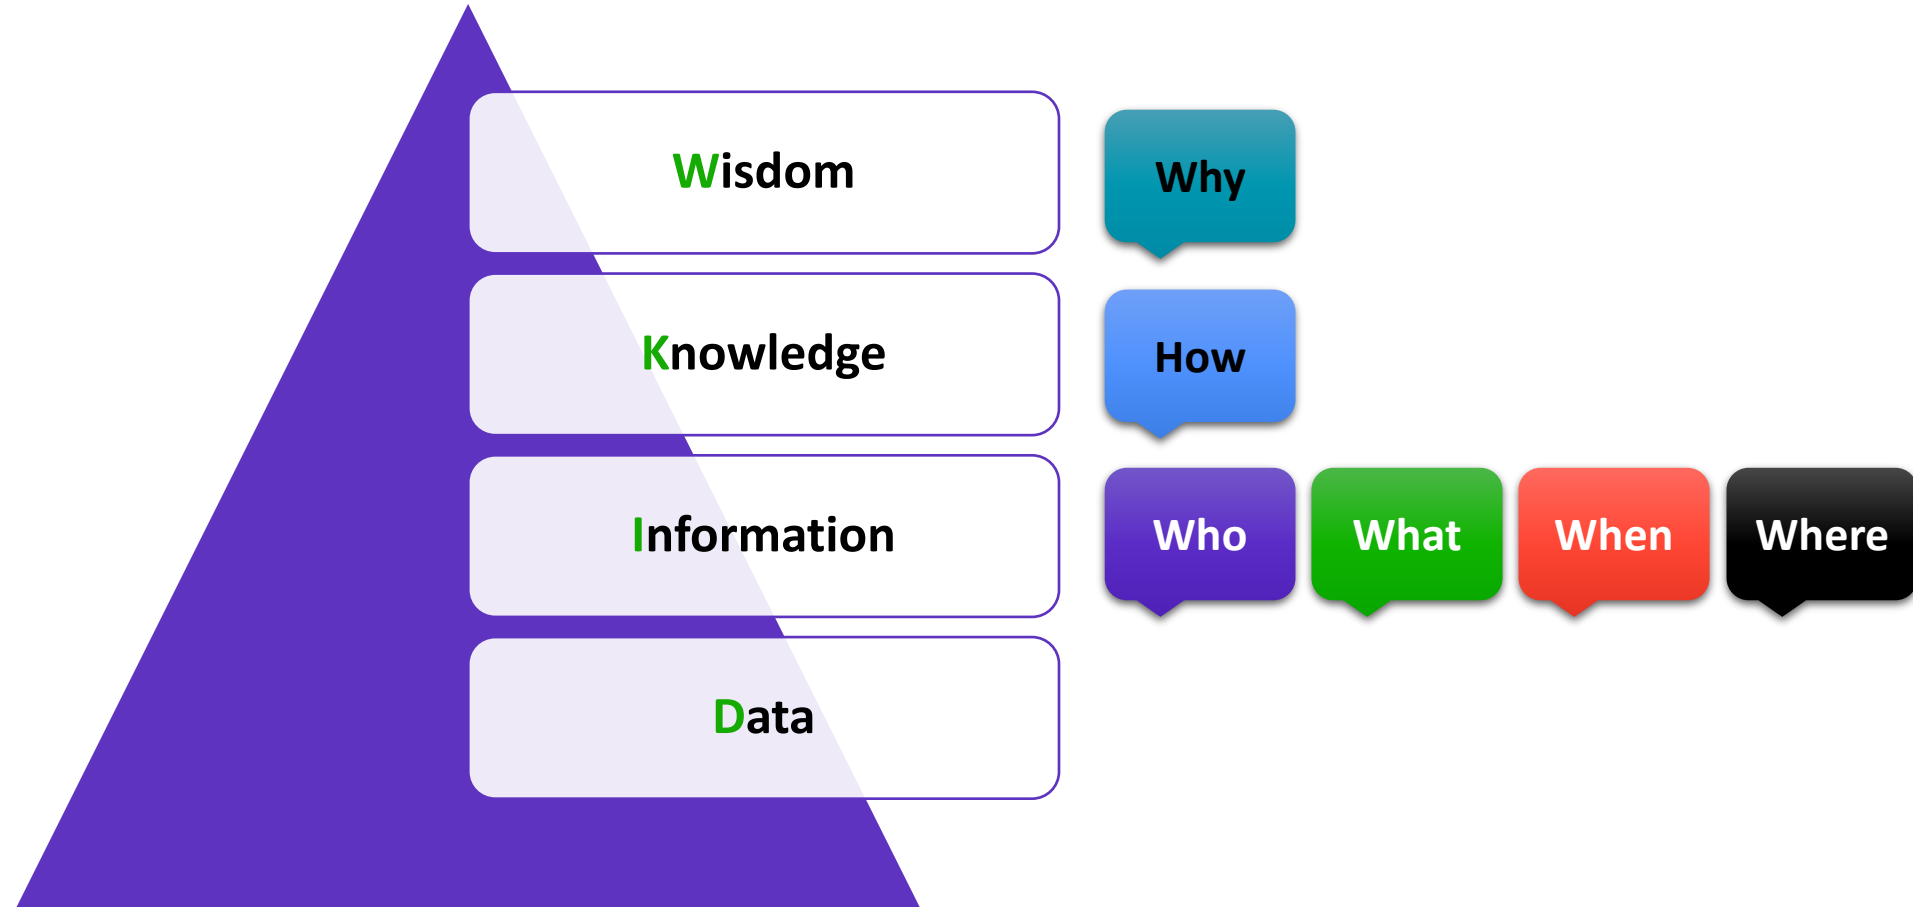 Wisdom
Why
Knowledge
How
Information
Who What When Where
Data